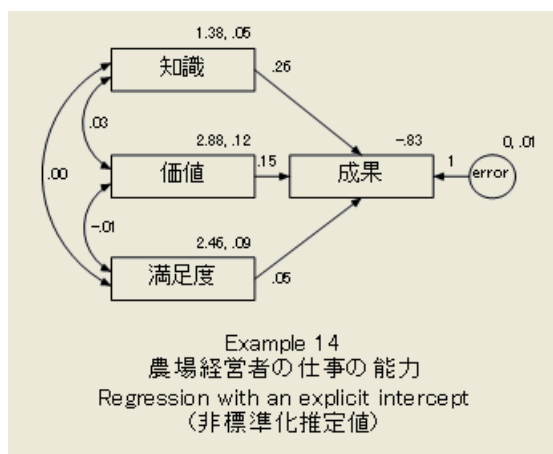 1.38, .05
知識
.26
.03
2.88, .12
-.83
0, .01
.00
価値
.15
成果
1
error
-.01
2.46, .09
満足度
.05
Example 14
農場経営者の仕事の能力
Regression with an explicit intercept
(非標準化推定値)